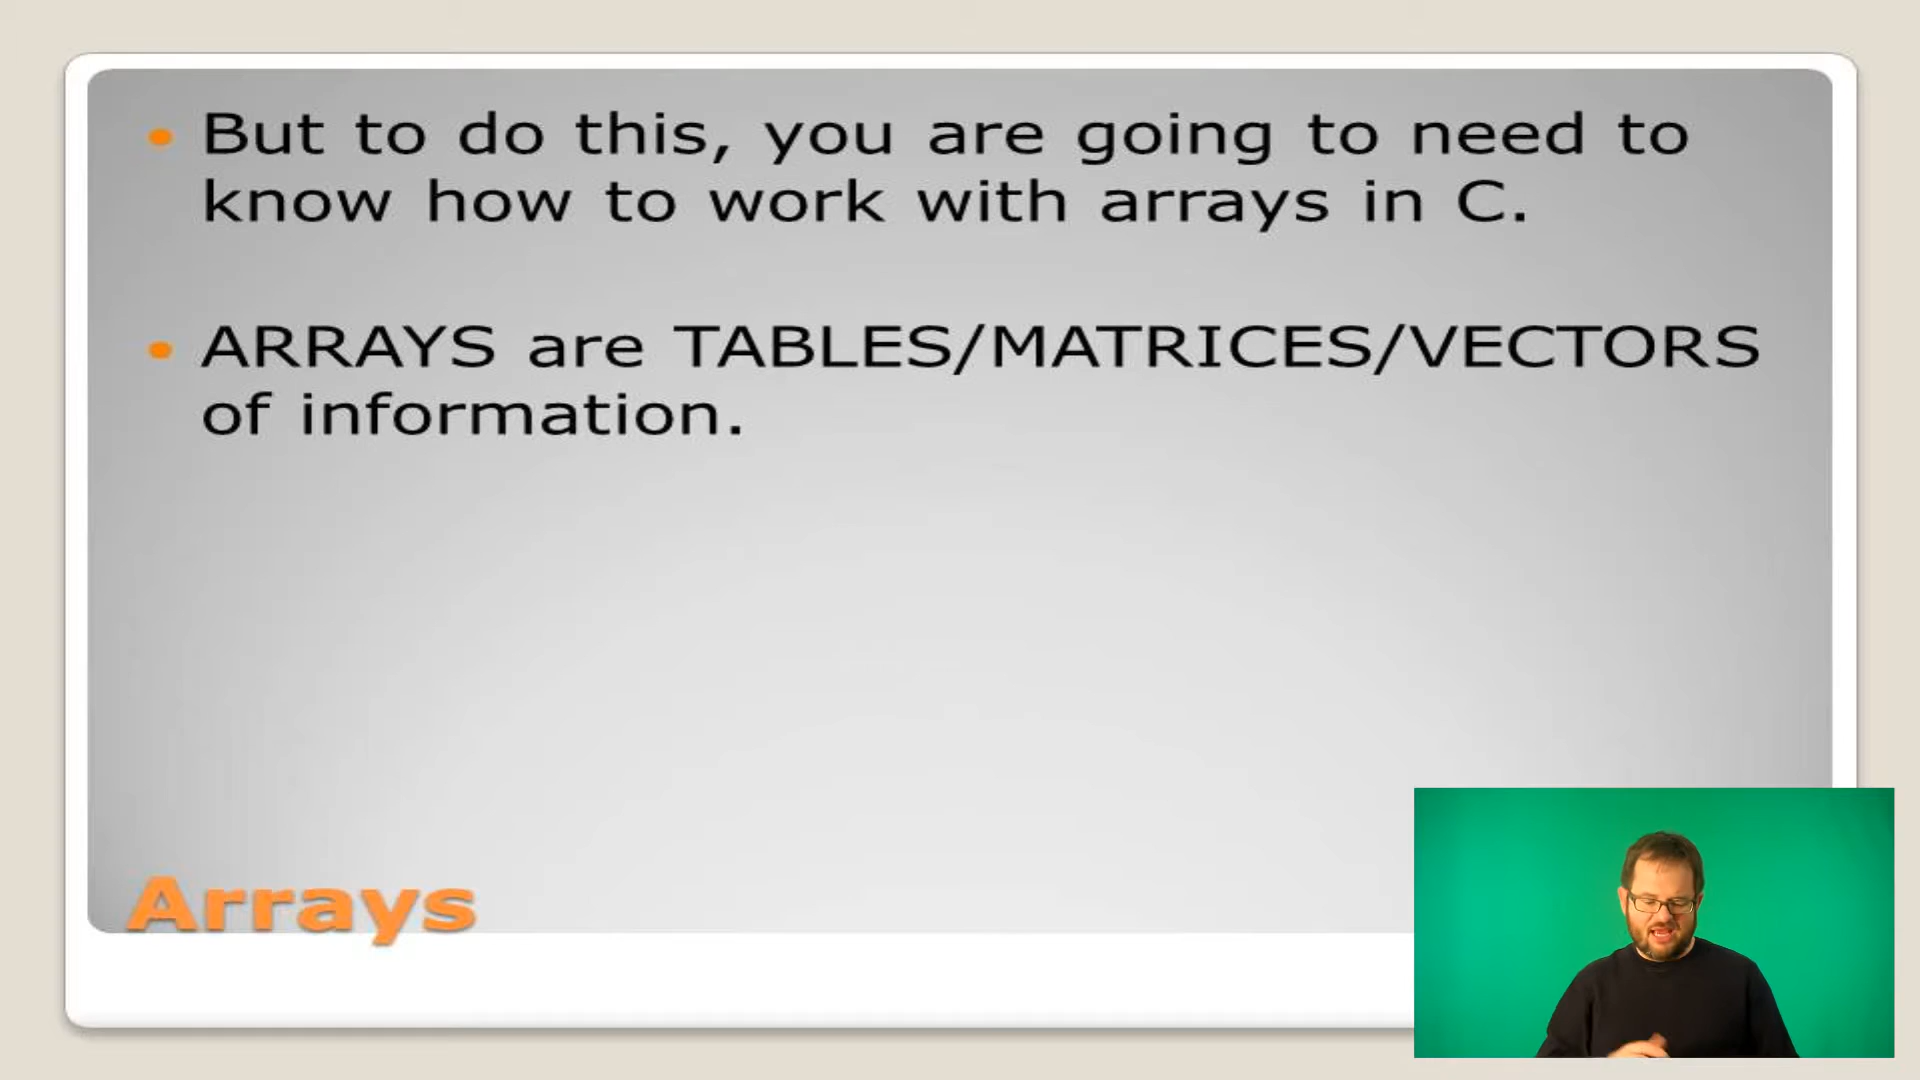 But to do this, you are going to need to
know how to work with arrays in C.
ARRAYS are TABLES/MATRICES/VECTORS
of information.
Arrays